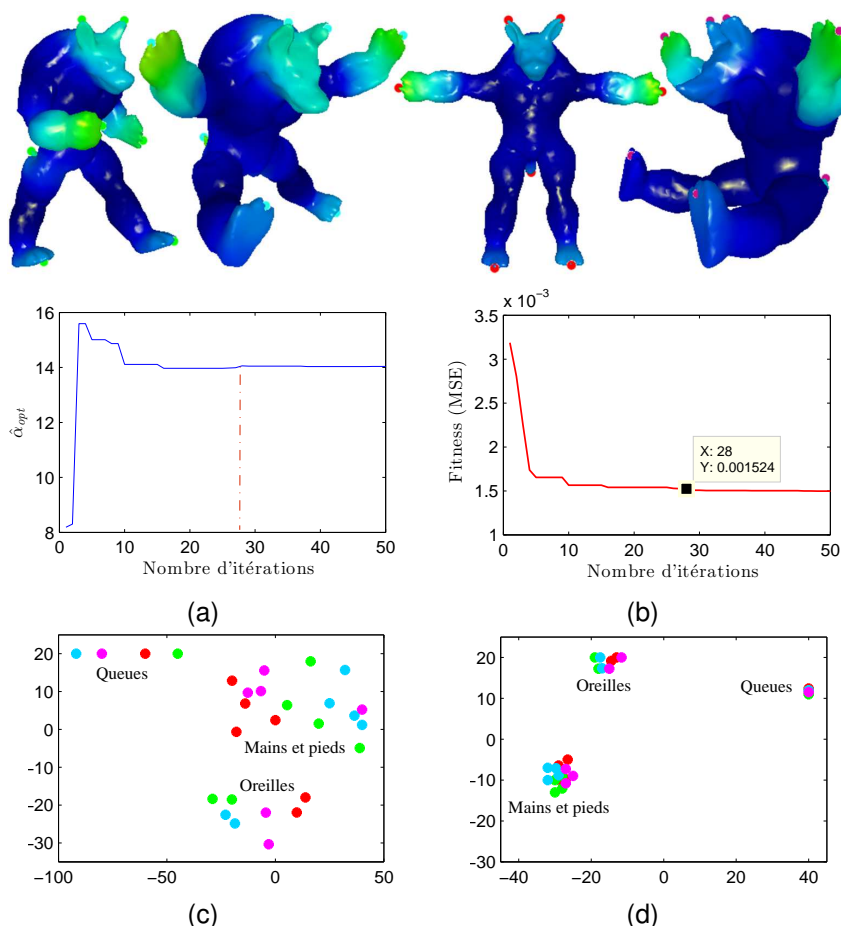 16
14
12
10
8
0 10 20 30 40 50
α̂opt
Nombre d'itérations
(a)
x 10⁻³
3.5
3
2.5
2
1.5
1
0 10 20 30 40 50
Fitness (MSE)
X: 28
Y: 0.001524
Nombre d'itérations
(b)
20
10
0
−10
−20
−30
−100 −50 0 50
Queues
Mains et pieds
Oreilles
(c)
20
10
0
−10
−20
−30
−40 −20 0 20 40
Oreilles
Queues
Mains et pieds
(d)